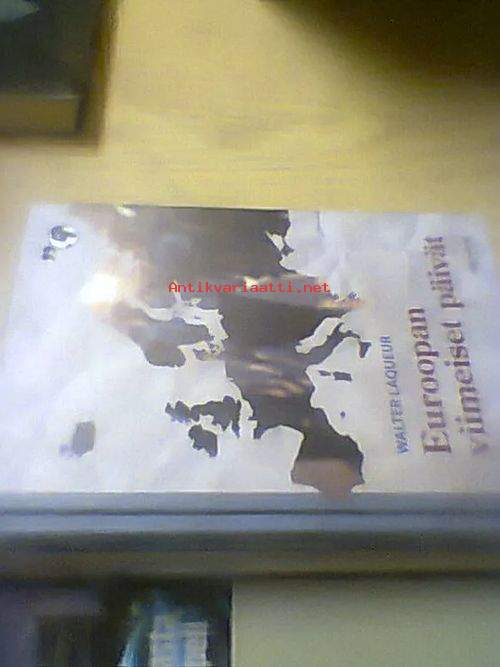 Antikvariaatti.net
WALTER LAQUEUR
Euroopan
viimeiset päivät